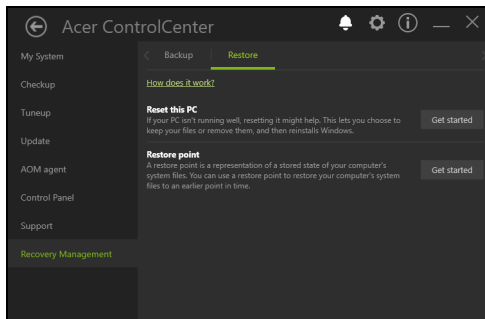 Acer ControlCenter
My System
Checkup
Tuneup
Update
AOM agent
Control Panel
Support
Recovery Management
Backup
Restore
How does it work?
Reset this PC
If your PC isn't running well, resetting it might help. This lets you choose to
keep your files or remove them, and then reinstalls Windows.
Get started
Restore point
A restore point is a representation of a stored state of your computer's
system files. You can use a restore point to restore your computer's system
files to an earlier point in time.
Get started